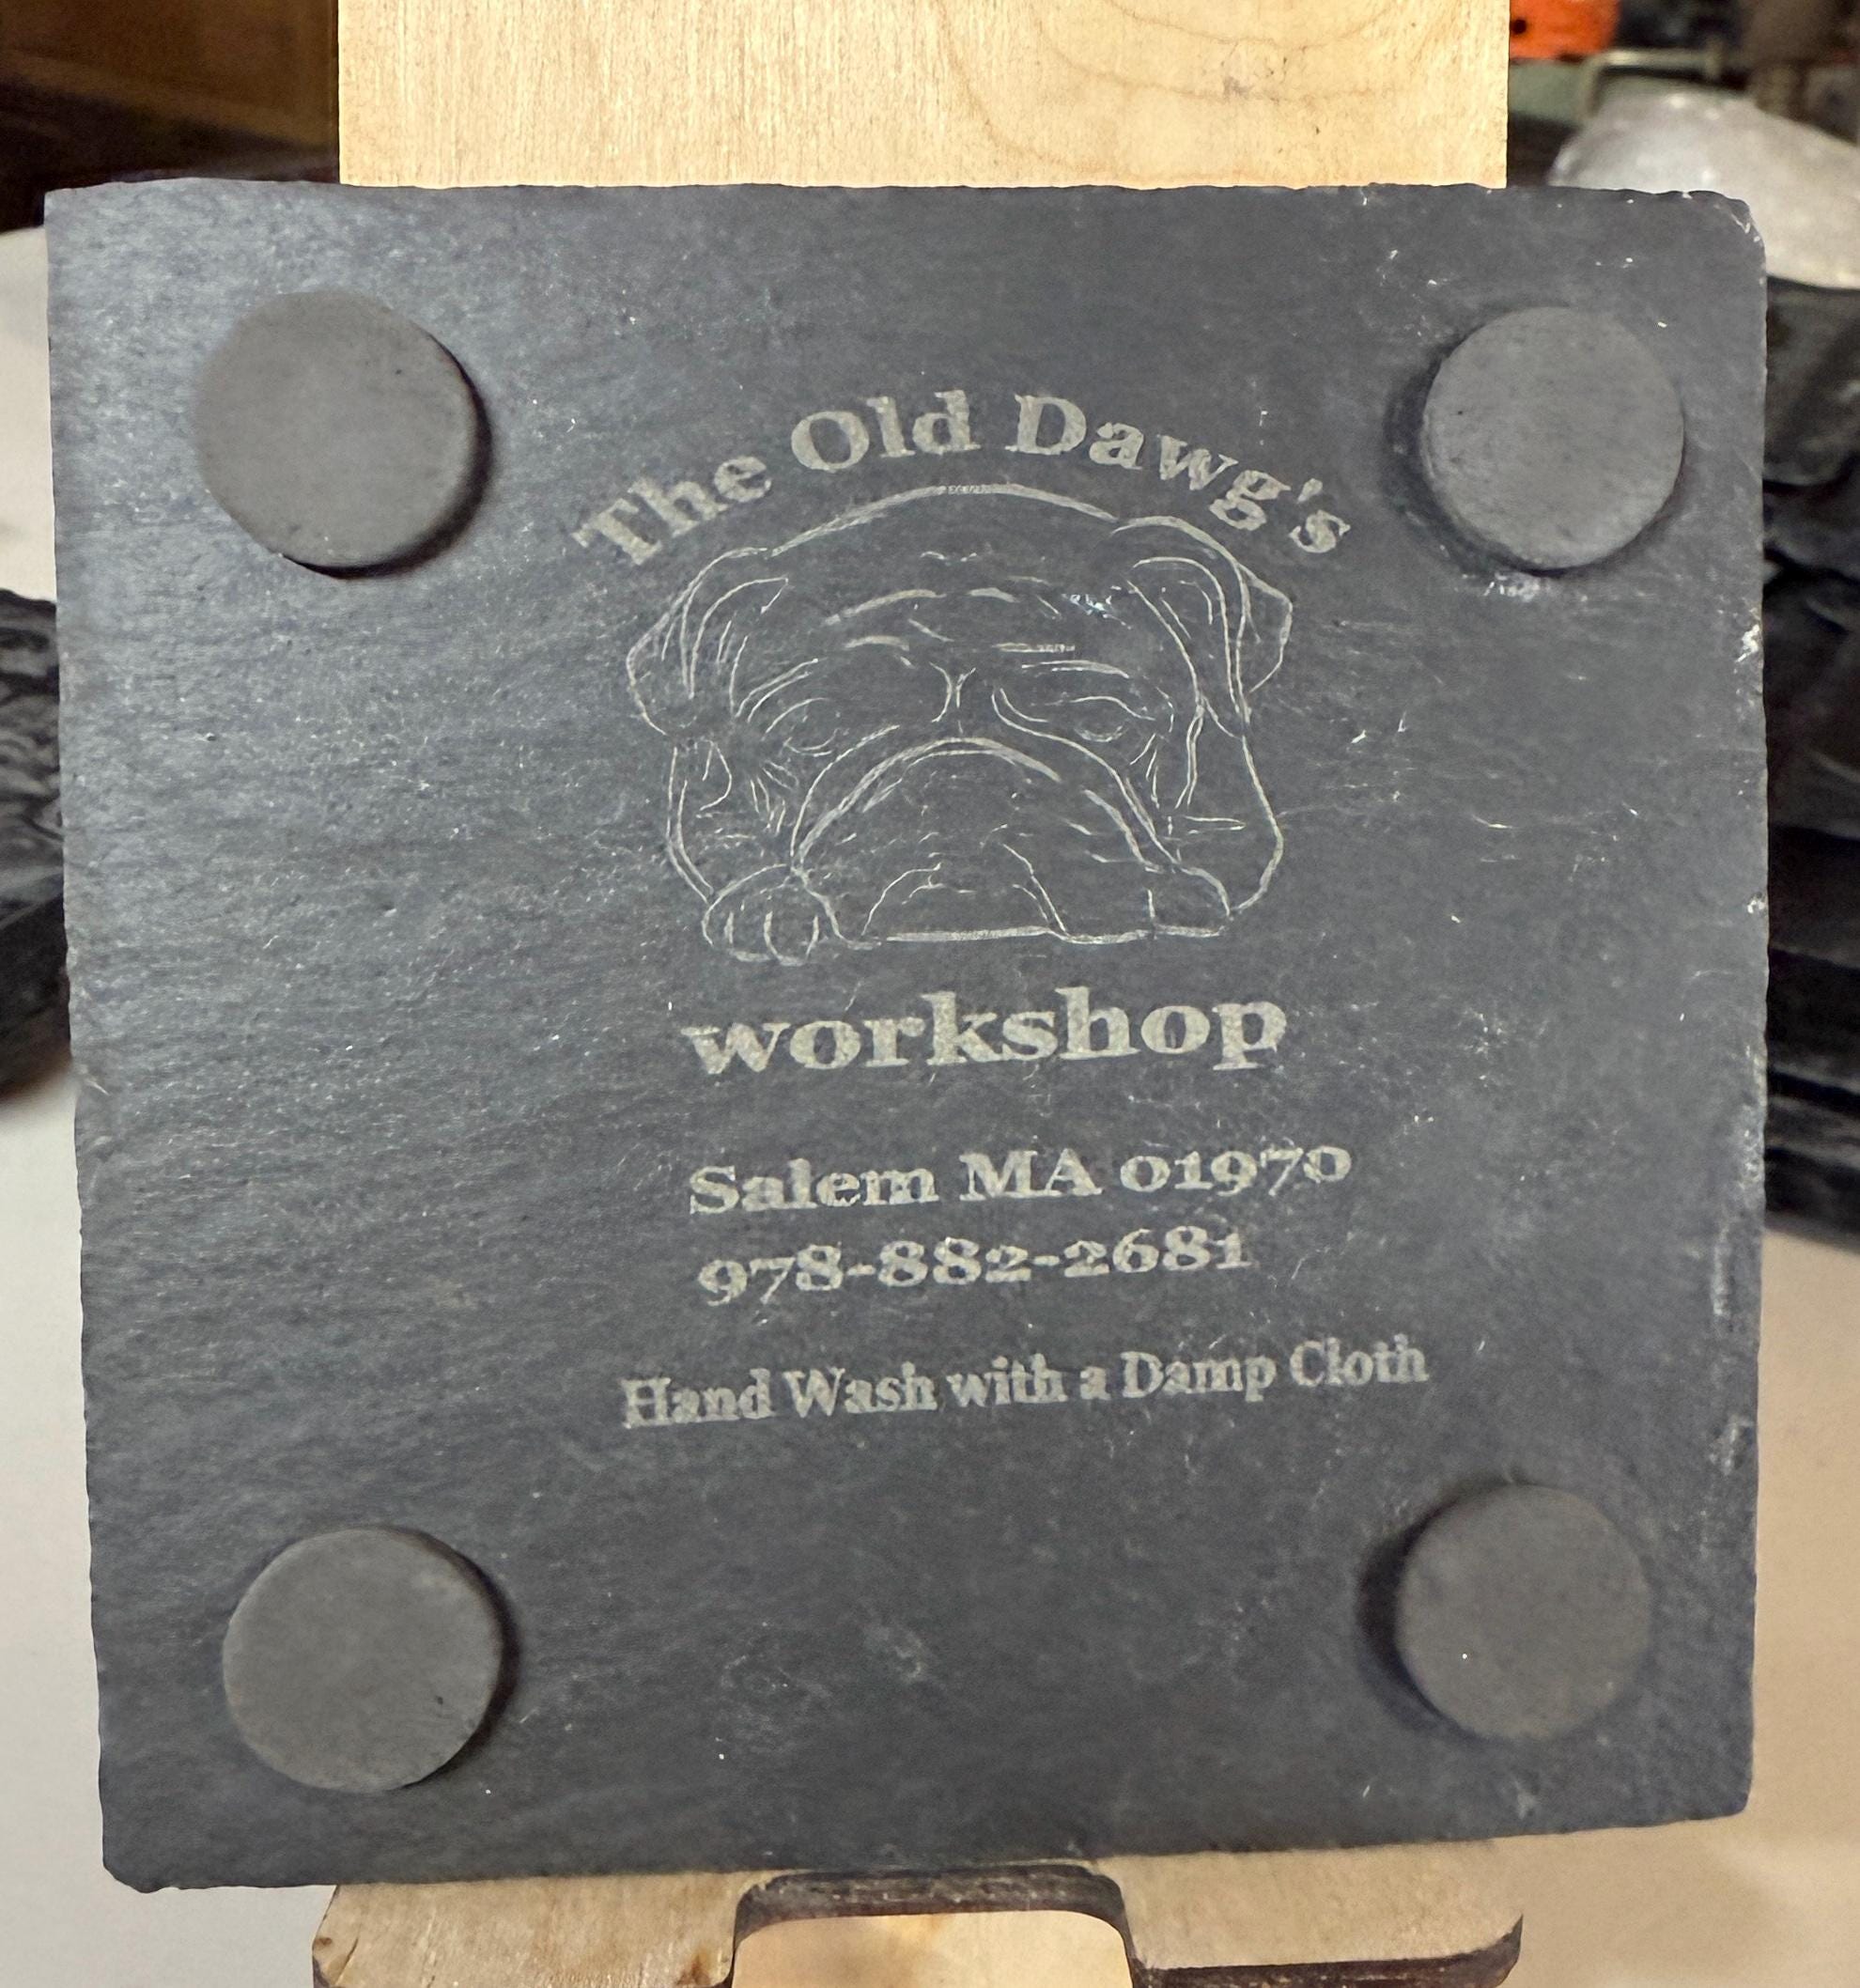 The Old Dawg's
workshop
Salem MA 01970
978-882-2681
Hand Wash with a Damp Cloth